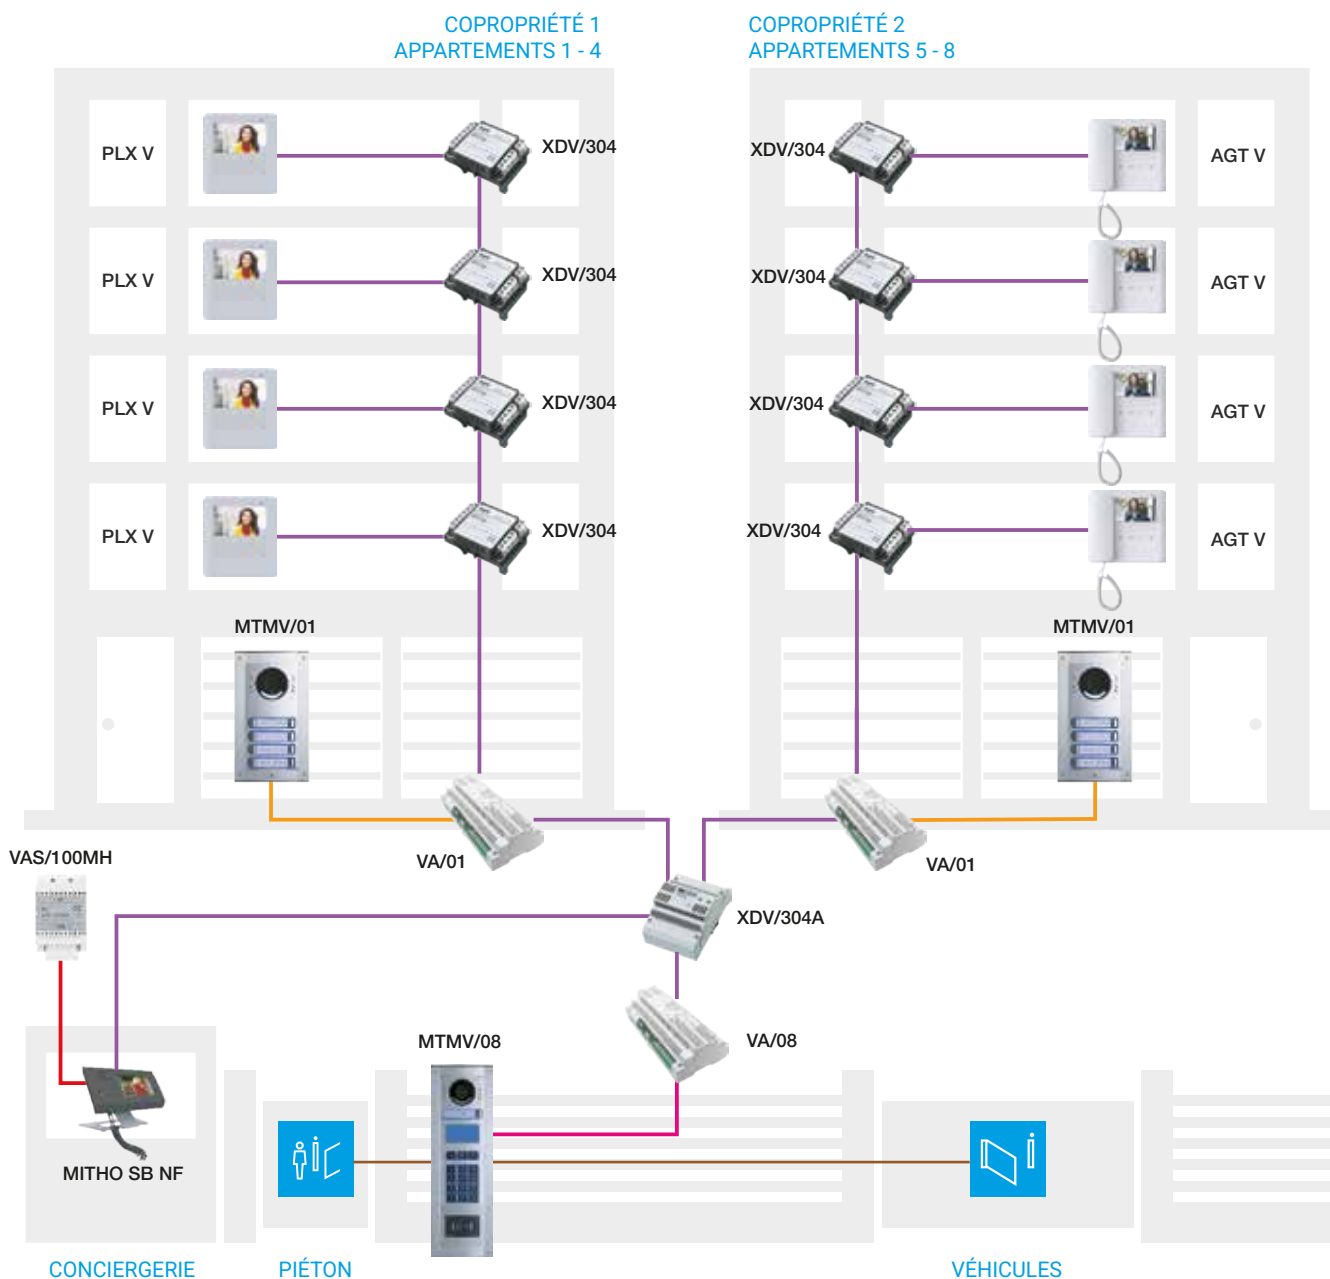 COPROPRIÉTÉ 1
APPARTEMENTS 1 - 4
COPROPRIÉTÉ 2
APPARTEMENTS 5 - 8
PLX V
XDV/304
XDV/304
AGT V
PLX V
XDV/304
XDV/304
AGT V
PLX V
XDV/304
XDV/304
AGT V
PLX V
XDV/304
XDV/304
AGT V
MTMV/01
MTMV/01
VAS/100MH
VA/01
VA/01
XDV/304A
MTMV/08
VA/08
MITHO SB NF
CONCIERGERIE
PIÉTON
VÉHICULES